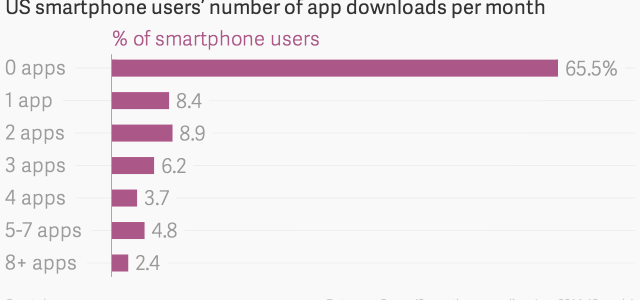 US smartphone users' number of app downloads per month
% of smartphone users
0 apps 65.5%
1 app 8.4
2 apps 8.9
3 apps 6.2
4 apps 3.7
5-7 apps 4.8
8+ apps 2.4